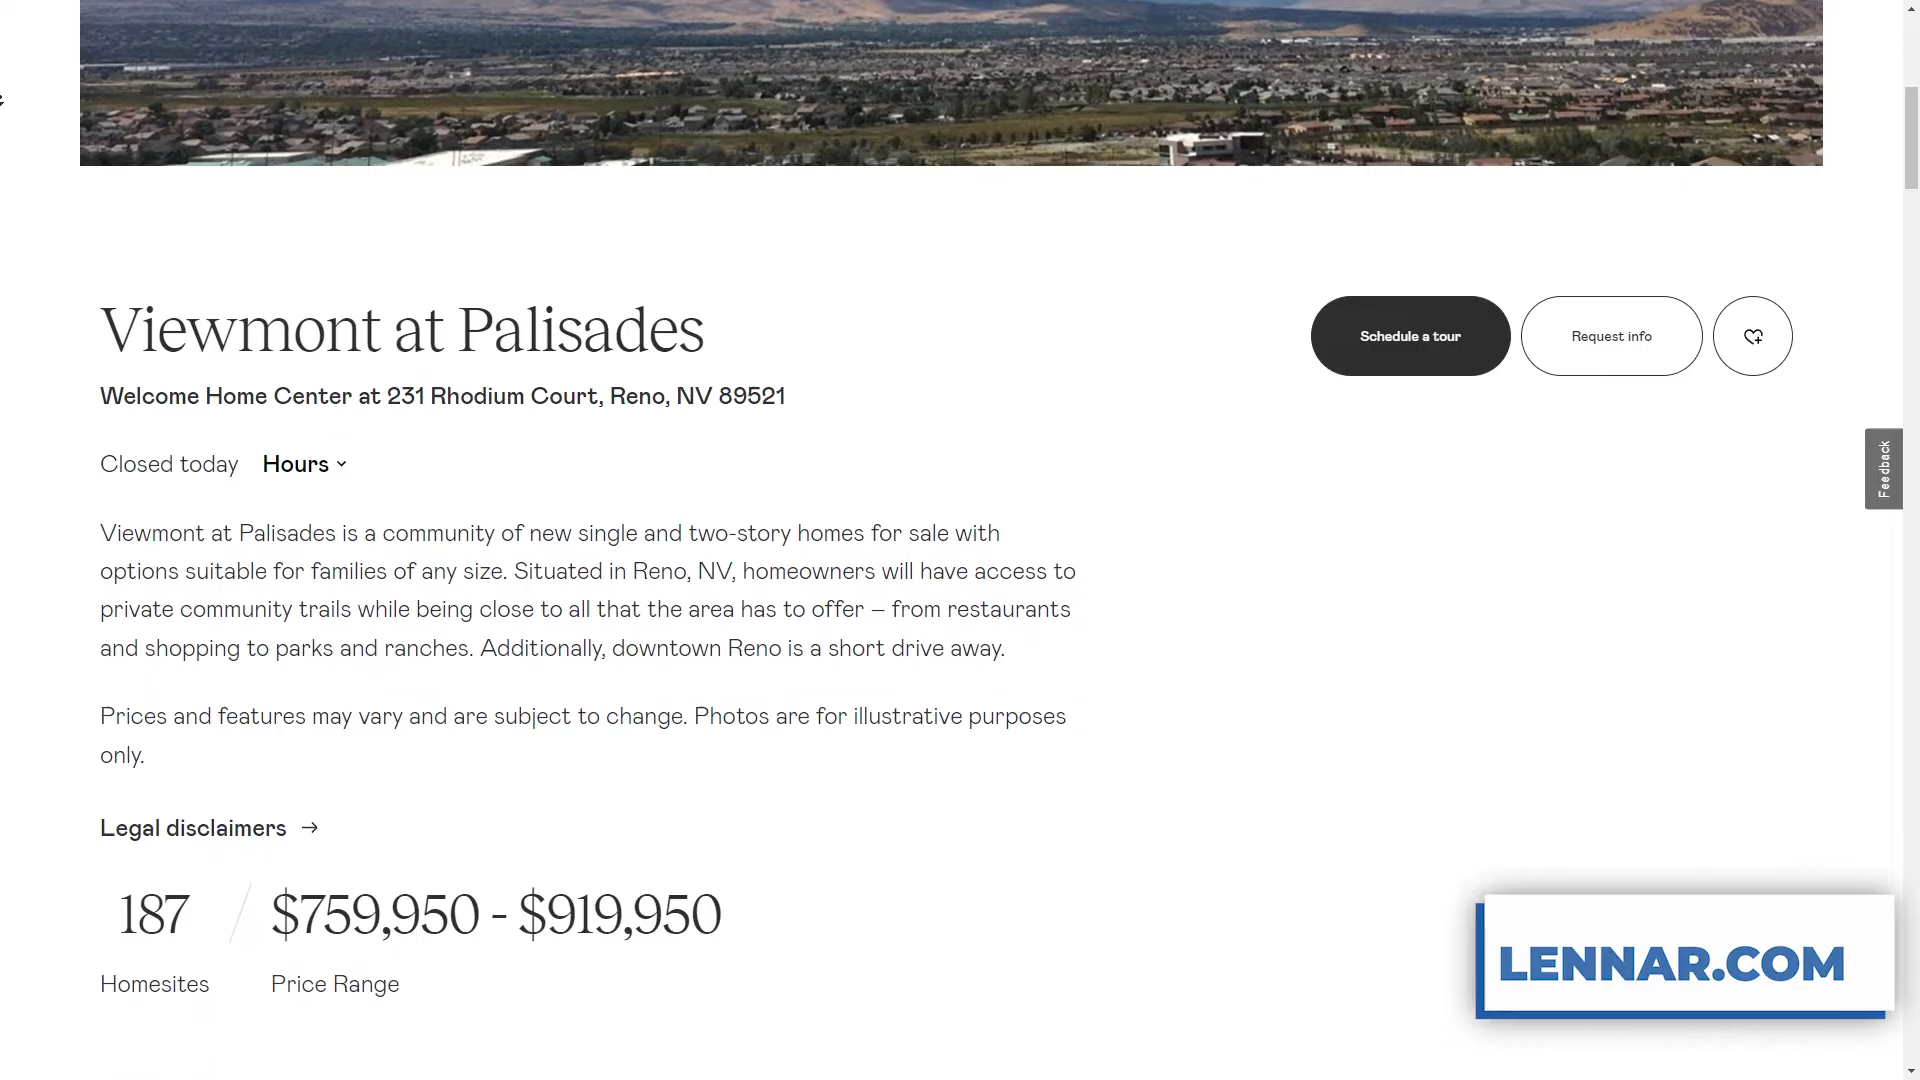 Viewmont at Palisades
Schedule a tour
Request info
Welcome Home Center at 231 Rhodium Court, Reno, NV 89521
Closed today
Hours
Feedback
Viewmont at Palisades is a community of new single and two-story homes for sale with
options suitable for families of any size. Situated in Reno, NV, homeowners will have access to
private community trails while being close to all that the area has to offer – from restaurants
and shopping to parks and ranches. Additionally, downtown Reno is a short drive away.
Prices and features may vary and are subject to change. Photos are for illustrative purposes
only.
Legal disclaimers →
187
$759,950 - $919,950
Homesites
Price Range
LENNAR.COM